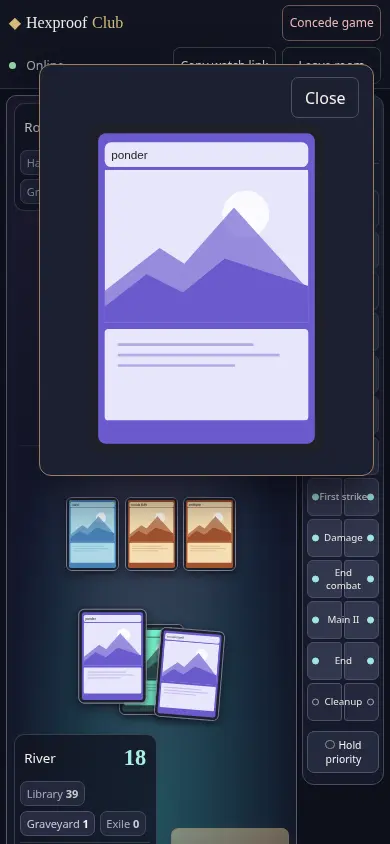 Hexproof Club
Concede game
Online
Copy watch link
Leave room
Close
ponder
First strike
Damage
End combat
Main II
End
Cleanup
Hold priority
ponder
River
18
Library 39
Graveyard 1
Exile 0